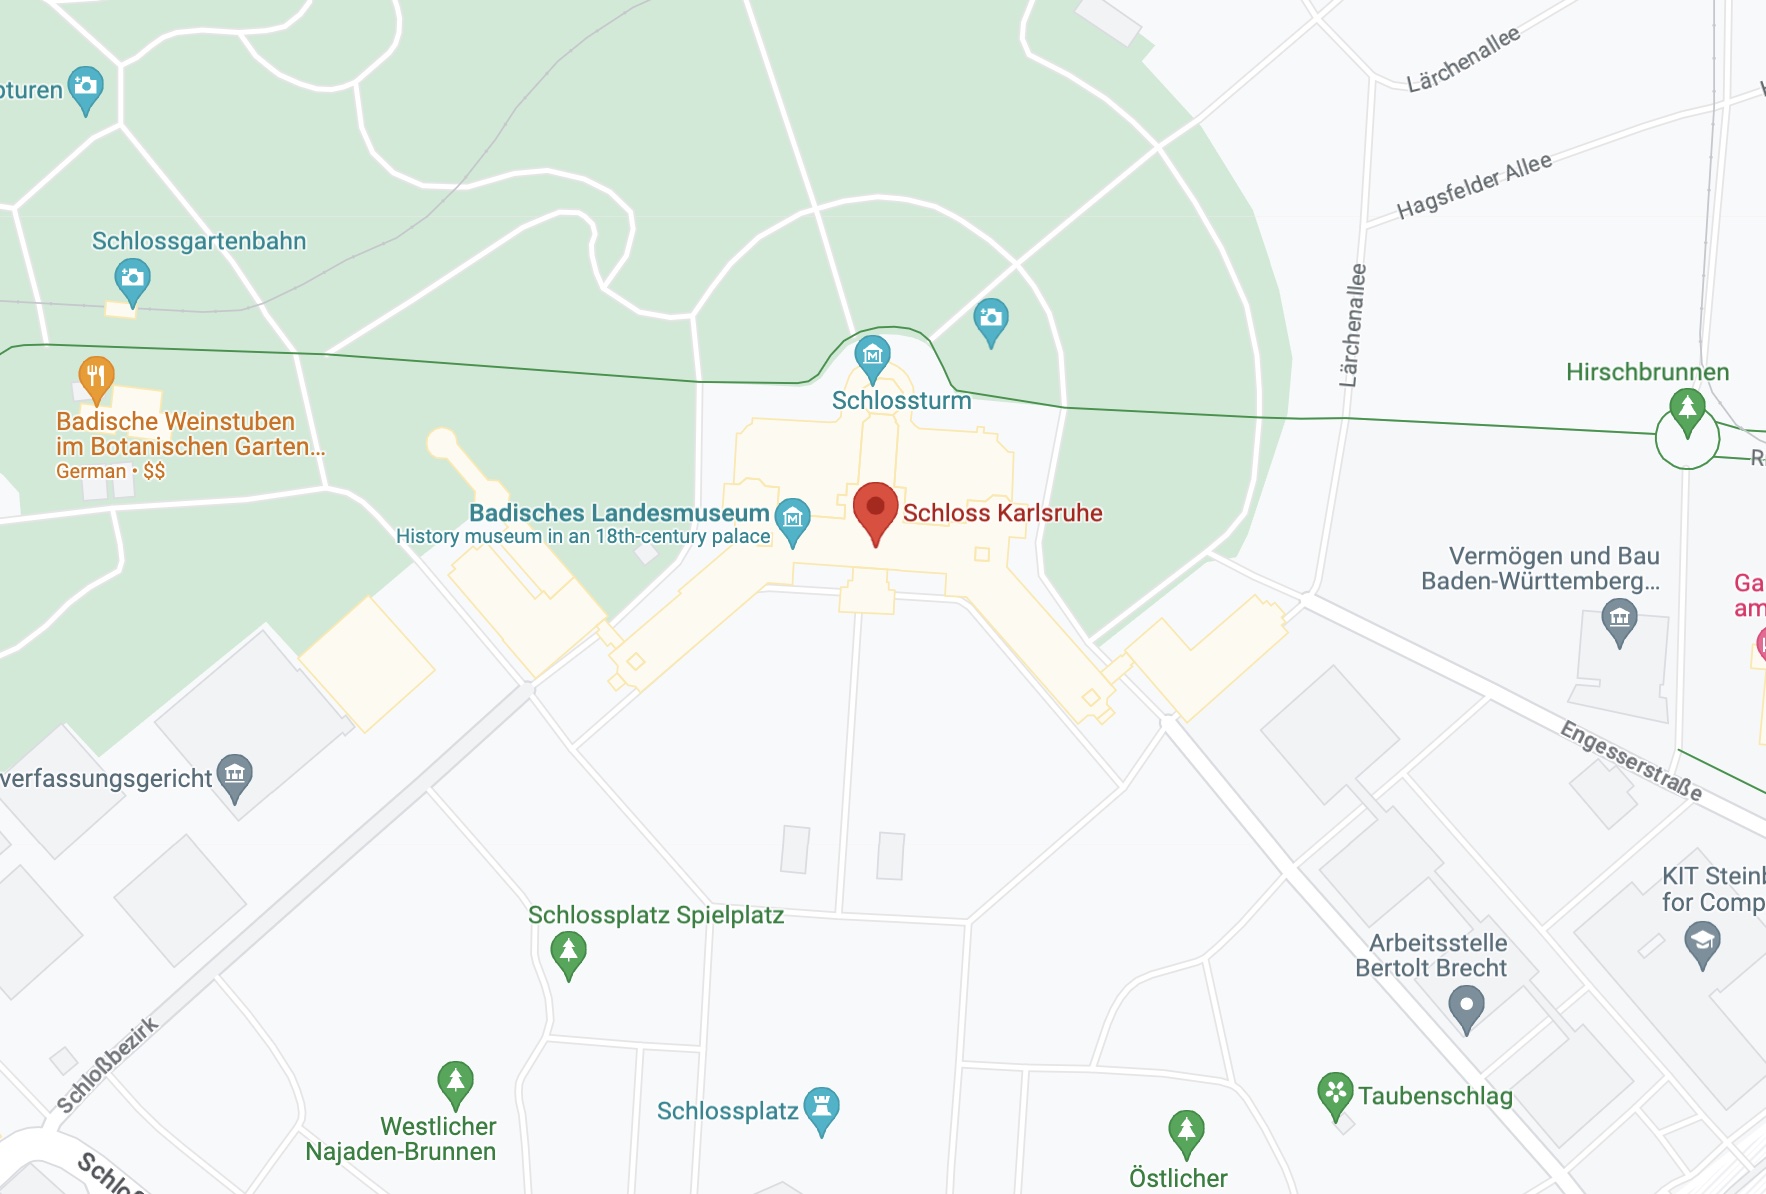 Lärchenallee
pturen
Hagsfelder Allee
Schlossgartenbahn
Lärchenallee
Hirschbrunnen
Schlossturm
Badische Weinstuben
im Botanischen Garten...
German • $$
Badisches Landesmuseum
History museum in an 18th-century palace
Schloss Karlsruhe
Vermögen und Bau
Baden-Württemberg...
Ga
am
Engesserstraße
verfassungsgericht
KIT Steinb
for Comp
Schlossplatz Spielplatz
Arbeitsstelle
Bertolt Brecht
Schloßbezirk
Schlossplatz
Taubenschlag
Westlicher
Najaden-Brunnen
Östlicher